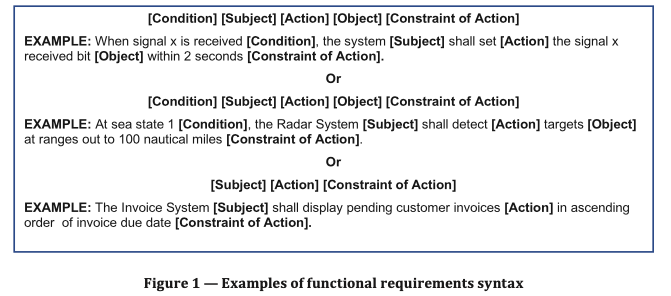 [Condition] [Subject] [Action] [Object] [Constraint of Action]
EXAMPLE: When signal x is received [Condition], the system [Subject] shall set [Action] the signal x
received bit [Object] within 2 seconds [Constraint of Action].
Or
[Condition] [Subject] [Action] [Object] [Constraint of Action]
EXAMPLE: At sea state 1 [Condition], the Radar System [Subject] shall detect [Action] targets [Object]
at ranges out to 100 nautical miles [Constraint of Action].
Or
[Subject] [Action] [Constraint of Action]
EXAMPLE: The Invoice System [Subject] shall display pending customer invoices [Action] in ascending
order of invoice due date [Constraint of Action].
Figure 1 — Examples of functional requirements syntax